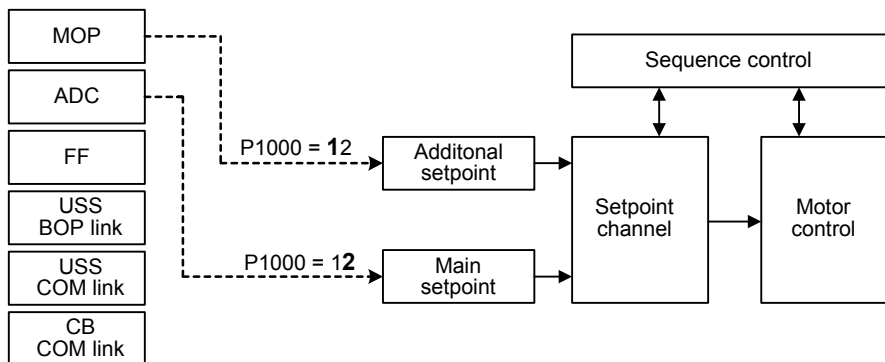 MOP
ADC
FF
USS
BOP link
USS
COM link
CB
COM link
P1000 = 12
P1000 = 12
Additonal
setpoint
Main
setpoint
Sequence control
Setpoint
channel
Motor
control